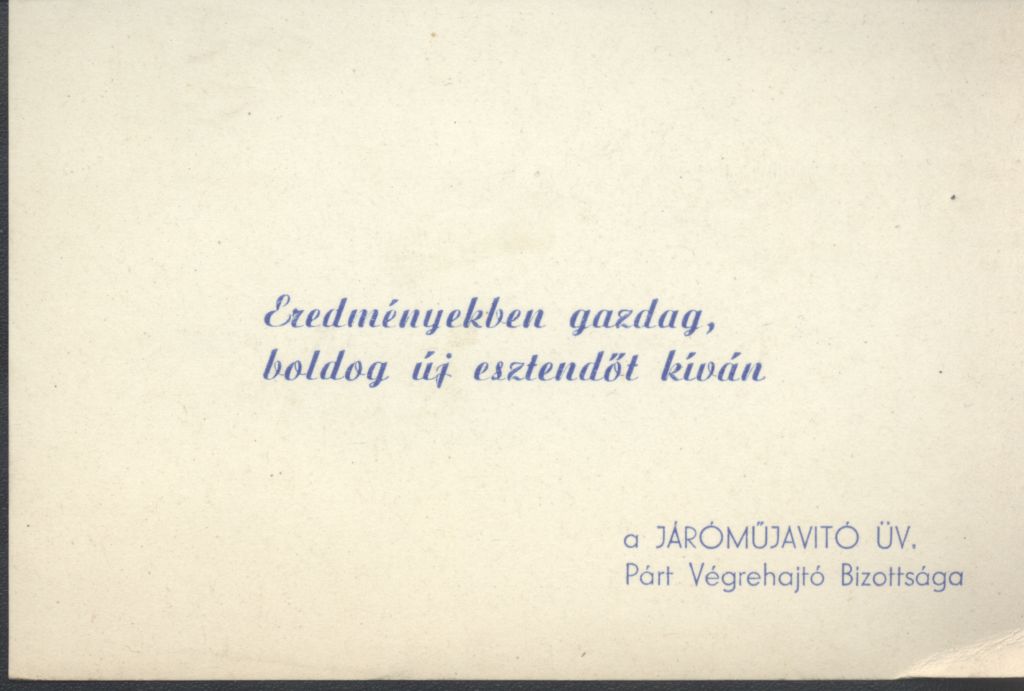 Eredményekben gazdag,
boldog új esztendőt kíván
a JÁRÓMŰJAVITÓ ÜV.
Párt Végrehajtó Bizottsága